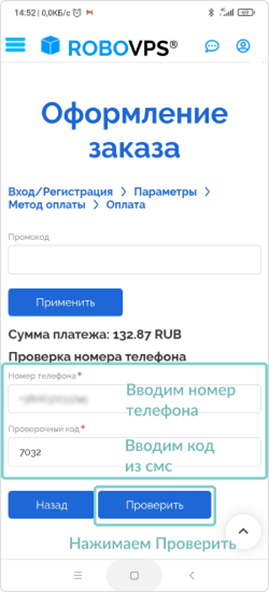 14:52 | 0,0КБ/с
ROBOVPS®
Оформление
заказа
Вход/Регистрация > Параметры >
Метод оплаты > Оплата
Промокод
Применить
Сумма платежа: 132.87 RUB
Проверка номера телефона
Номер телефона *
Вводим номер
телефона
Проверочный код *
7032
Вводим код
из смс
Назад
Проверить
Нажимаем Проверить